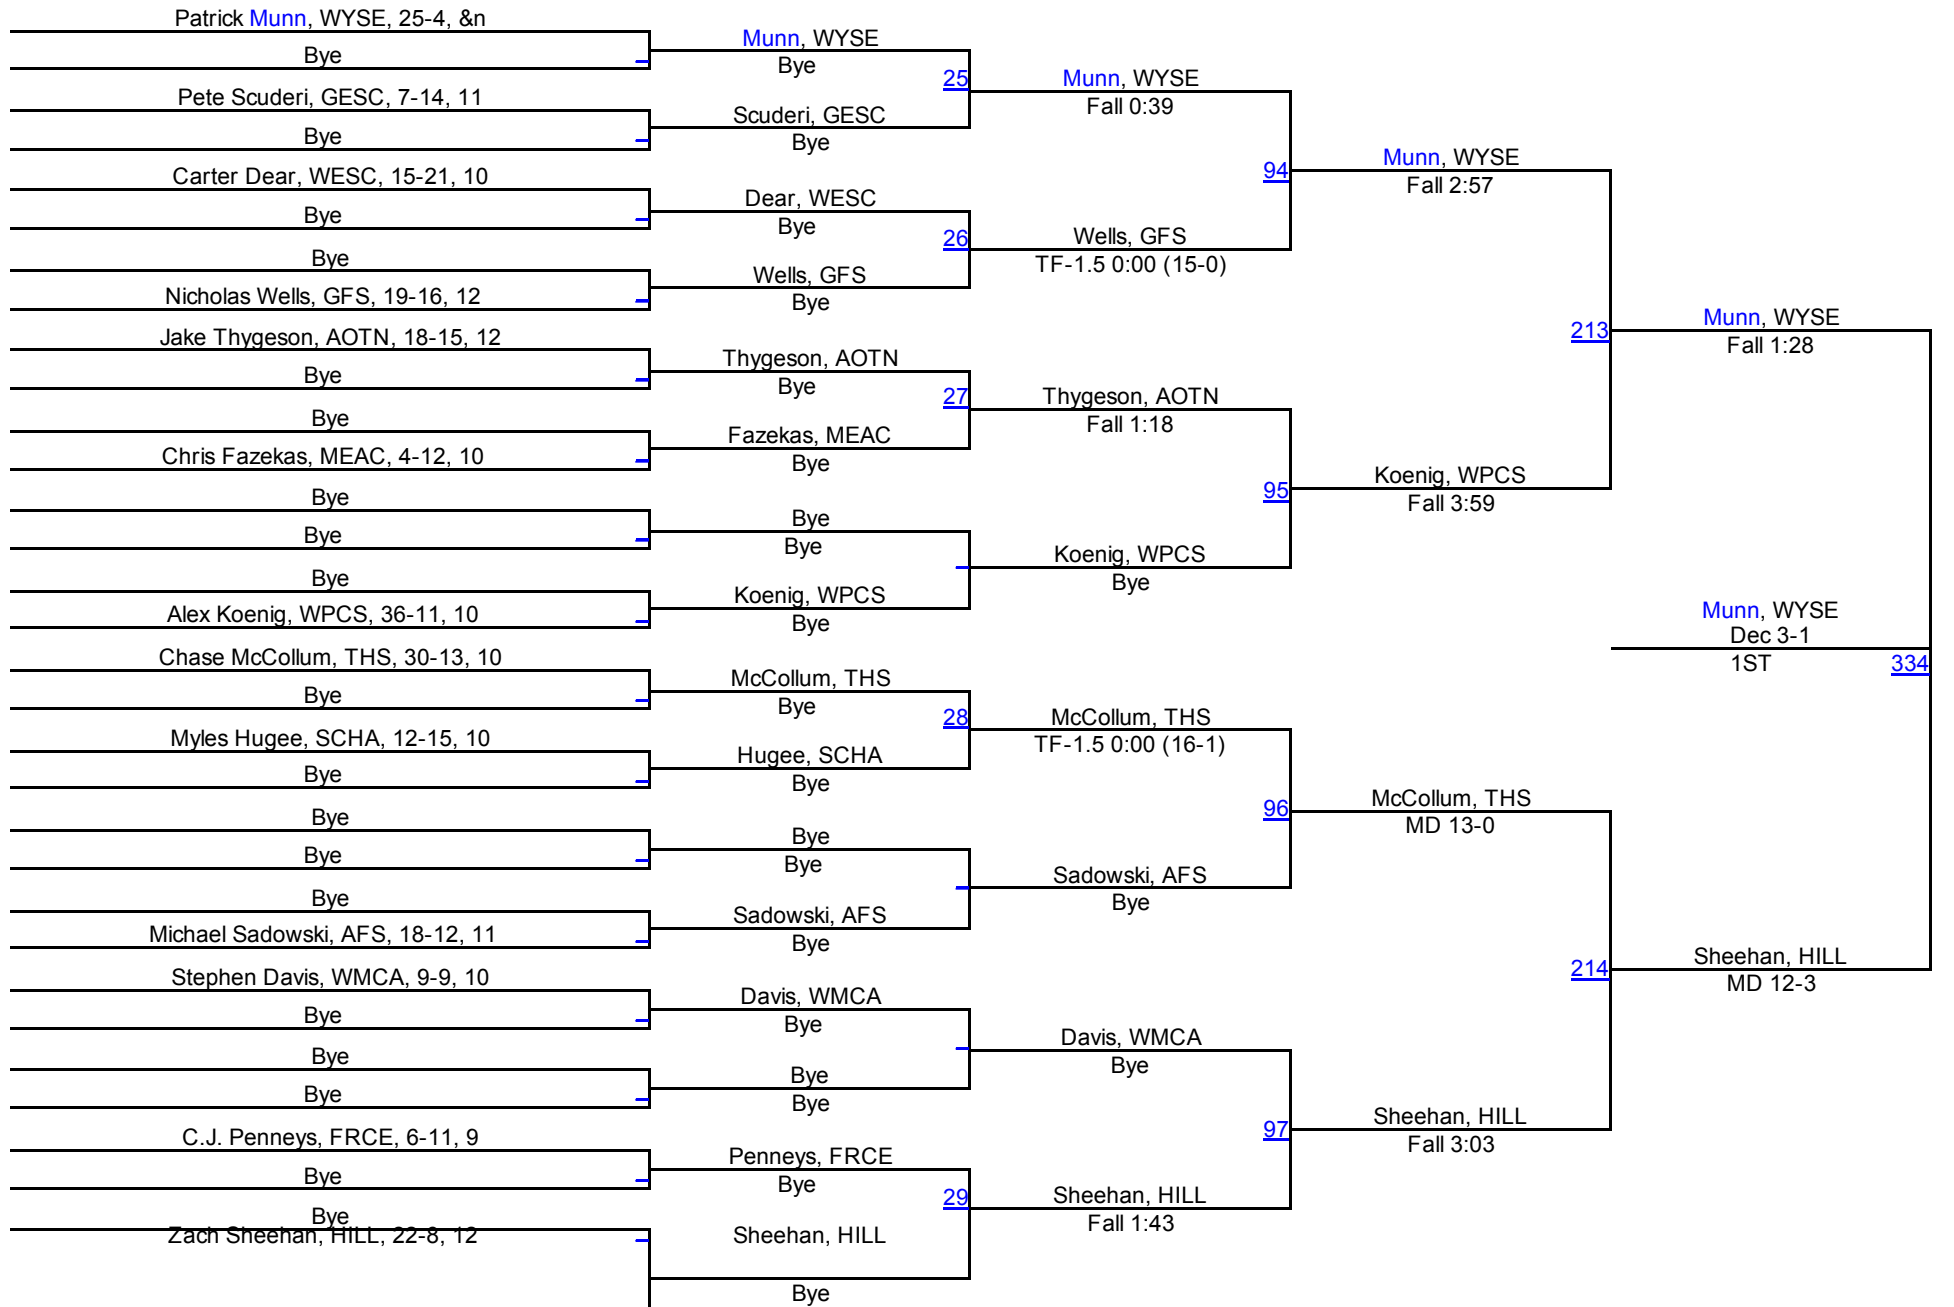 Patrick Munn, WYSE, 25-4, &n
Bye
Pete Scuderi, GESC, 7-14, 11
Bye
Carter Dear, WESC, 15-21, 10
Bye
Bye
Nicholas Wells, GFS, 19-16, 12
Jake Thygeson, AOTN, 18-15, 12
Bye
Bye
Chris Fazekas, MEAC, 4-12, 10
Bye
Bye
Bye
Alex Koenig, WPCS, 36-11, 10
Chase McCollum, THS, 30-13, 10
Bye
Myles Hugee, SCHA, 12-15, 10
Bye
Bye
Bye
Bye
Michael Sadowski, AFS, 18-12, 11
Stephen Davis, WMCA, 9-9, 10
Bye
Bye
Bye
C.J. Penneys, FRCE, 6-11, 9
Bye
Bye
Zach Sheehan, HILL, 22-8, 12
Munn, WYSE
Bye
25
Scuderi, GESC
Bye
Dear, WESC
Bye
26
Wells, GFS
Bye
Thygeson, AOTN
Bye
27
Fazekas, MEAC
Bye
Bye
Bye
Koenig, WPCS
Bye
McCollum, THS
Bye
28
Hugee, SCHA
Bye
Bye
Bye
Sadowski, AFS
Bye
Davis, WMCA
Bye
Bye
Bye
Penneys, FRCE
Bye
29
Sheehan, HILL
Bye
Munn, WYSE
Fall 0:39
94
Wells, GFS
TF-1.5 0:00 (15-0)
Thygeson, AOTN
Fall 1:18
95
Koenig, WPCS
Bye
McCollum, THS
TF-1.5 0:00 (16-1)
96
Sadowski, AFS
Bye
Davis, WMCA
Bye
97
Sheehan, HILL
Fall 1:43
Munn, WYSE
Fall 2:57
213
Koenig, WPCS
Fall 3:59
McCollum, THS
MD 13-0
214
Sheehan, HILL
Fall 3:03
Munn, WYSE
Fall 1:28
Munn, WYSE
Dec 3-1
1ST
334
Sheehan, HILL
MD 12-3